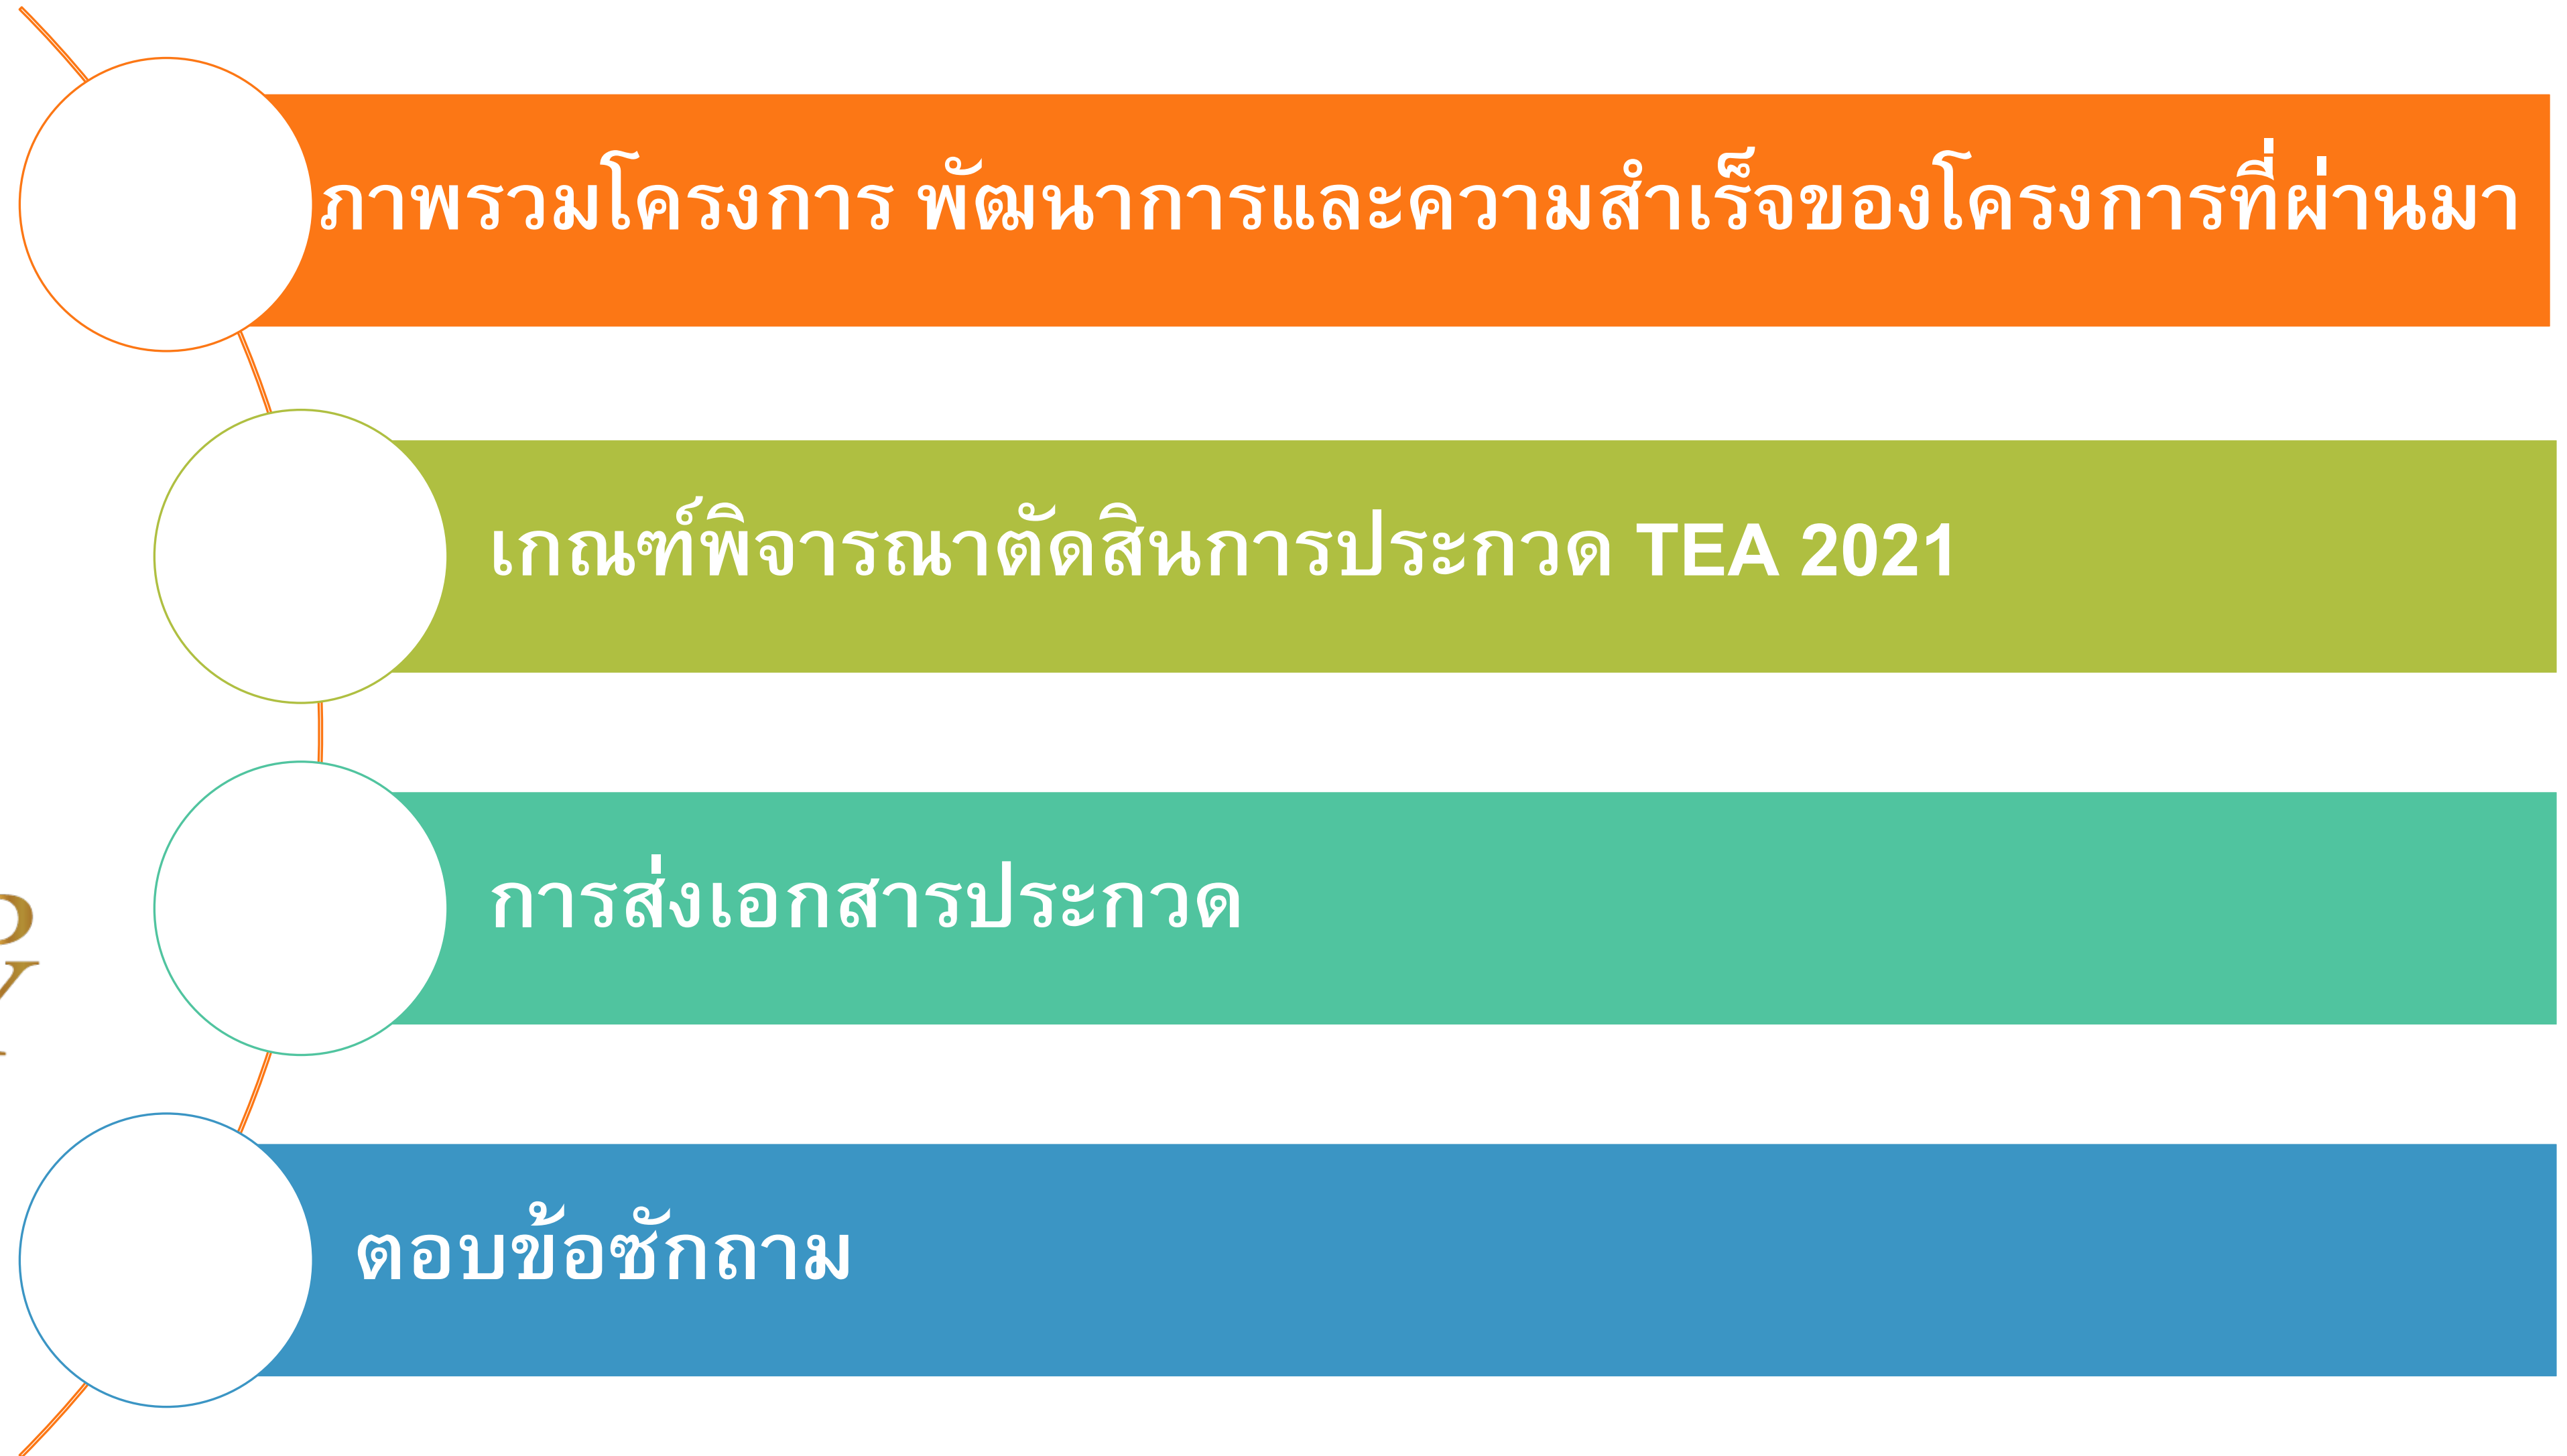 ภาพรวมโครงการ พัฒนาการและความสำเร็จของโครงการที่ผ่านมา
เกณฑ์พิจารณาตัดสินการประกวด TEA 2021
การส่งเอกสารประกวด
ตอบข้อซักถาม